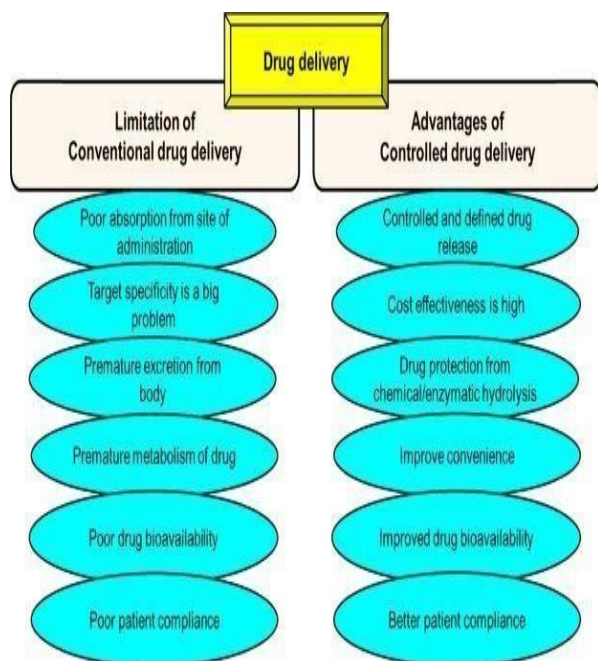 Drug delivery
Limitation of
Conventional drug delivery
Poor absorption from site of
administration
Target specificity is a big
problem
Premature excretion from
body
Premature metabolism of drug
Poor drug bioavailability
Poor patient compliance
Advantages of
Controlled drug delivery
Controlled and defined drug
release
Cost effectiveness is high
Drug protection from
chemical/enzymatic hydrolysis
Improve convenience
Improved drug bioavailability
Better patient compliance